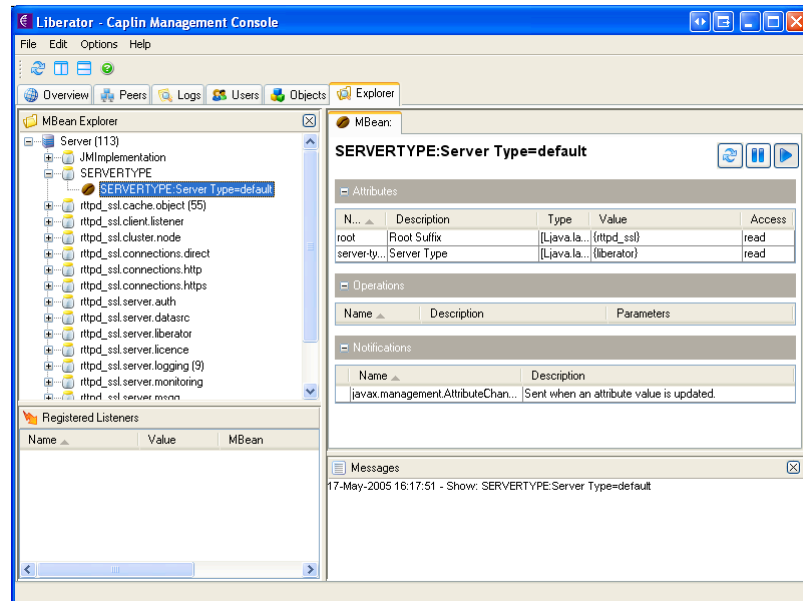 Liberator - Caplin Management Console
File Edit Options Help
Overview Peers Logs Users Objects Explorer
MBean Explorer
Server (113)
JMImplementation
SERVERTYPE
SERVERTYPE:Server Type=default
rttpd_ssl.cache.object (55)
rttpd_ssl.client.listener
rttpd_ssl.cluster.node
rttpd_ssl.connections.direct
rttpd_ssl.connections.http
rttpd_ssl.connections.https
rttpd_ssl.server.auth
rttpd_ssl.server.datasrc
rttpd_ssl.server.liberator
rttpd_ssl.server.licence
rttpd_ssl.server.logging (9)
rttpd_ssl.server.monitoring
rttpd_ssl.server.msgq
Registered Listeners
Name Value MBean
MBean:
SERVERTYPE:Server Type=default
Attributes
N... Description Type Value Access
root Root Suffix [Ljava.la... {rttpd_ssl} read
server-ty... Server Type [Ljava.la... {liberator} read
Operations
Name Description Parameters
Notifications
Name Description
javax.management.AttributeChan... Sent when an attribute value is updated.
Messages
17-May-2005 16:17:51 - Show: SERVERTYPE:Server Type=default